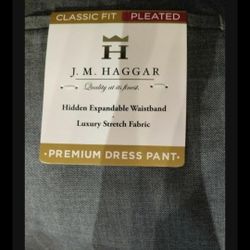 CLASSIC FIT PLEATED
H
J.M. HAGGAR
Quality at its finest.
Hidden Expandable Waistband
Luxury Stretch Fabric
• PREMIUM DRESS PANT •